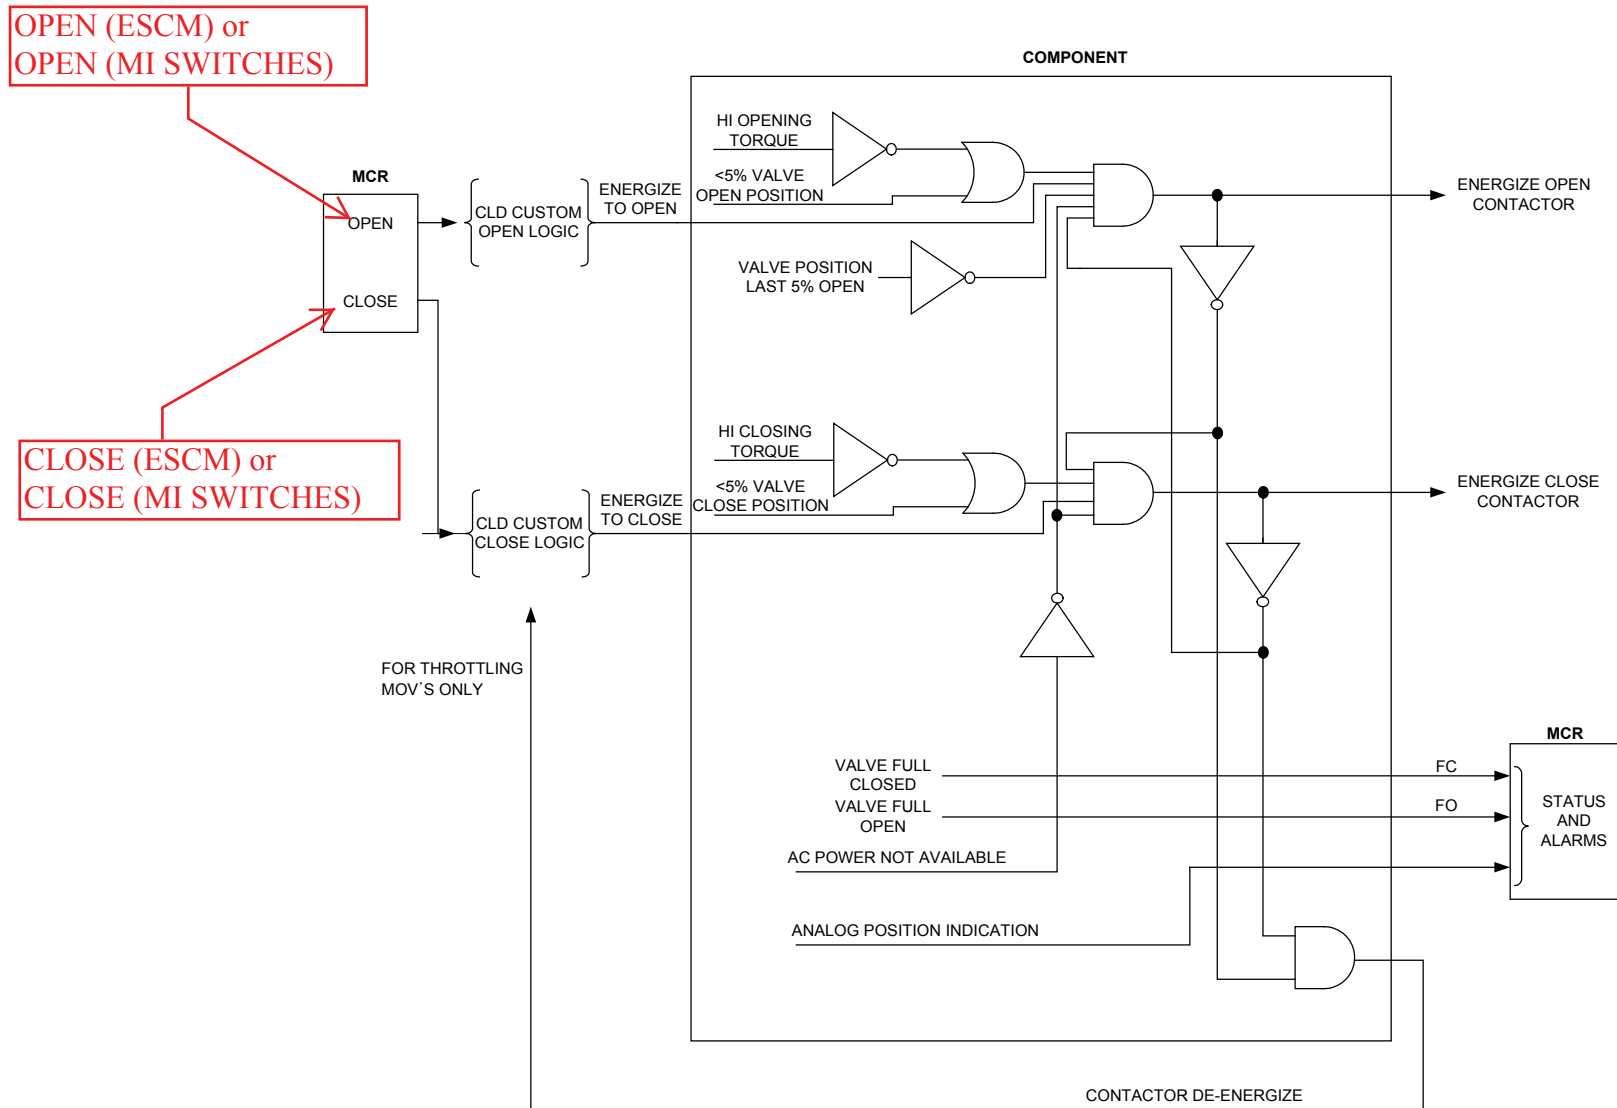 OPEN (ESCM) or
OPEN (MI SWITCHES)
COMPONENT
HI OPENING
TORQUE
<5% VALVE
OPEN POSITION
MCR
OPEN
CLOSE
CLD CUSTOM
OPEN LOGIC
ENERGIZE
TO OPEN
VALVE POSITION
LAST 5% OPEN
ENERGIZE OPEN
CONTACTOR
CLOSE (ESCM) or
CLOSE (MI SWITCHES)
HI CLOSING
TORQUE
<5% VALVE
CLOSE POSITION
CLD CUSTOM
CLOSE LOGIC
ENERGIZE
TO CLOSE
ENERGIZE CLOSE
CONTACTOR
FOR THROTTLING
MOV'S ONLY
VALVE FULL
CLOSED
FC
VALVE FULL
OPEN
FO
MCR
STATUS
AND
ALARMS
AC POWER NOT AVAILABLE
ANALOG POSITION INDICATION
CONTACTOR DE-ENERGIZE